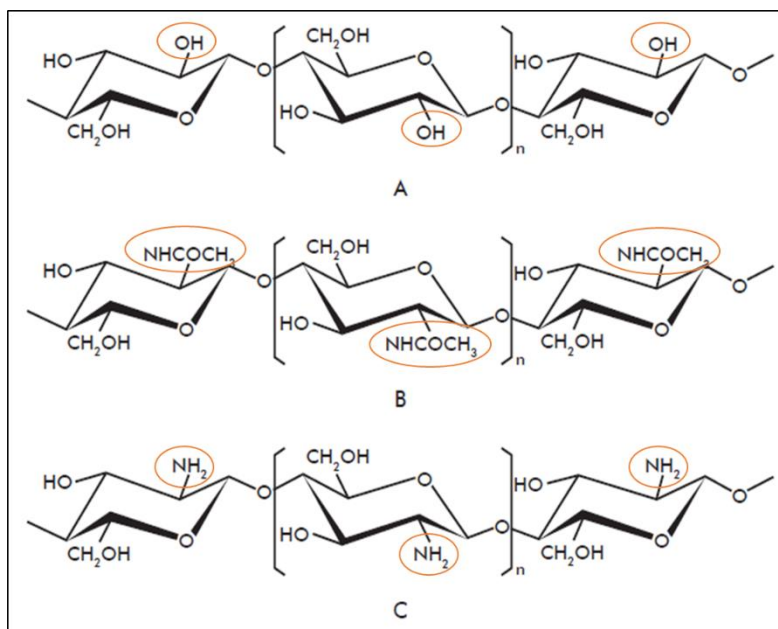 OH CH₂OH OH
HO O O HO O
O HO O O
CH₂OH OH n CH₂OH
A
NHCOCH₃ CH₂OH NHCOCH₃
HO O O HO O
O HO O O
CH₂OH NHCOCH₃ n CH₂OH
B
NH₂ CH₂OH NH₂
HO O O HO O
O HO O O
CH₂OH NH₂ n CH₂OH
C